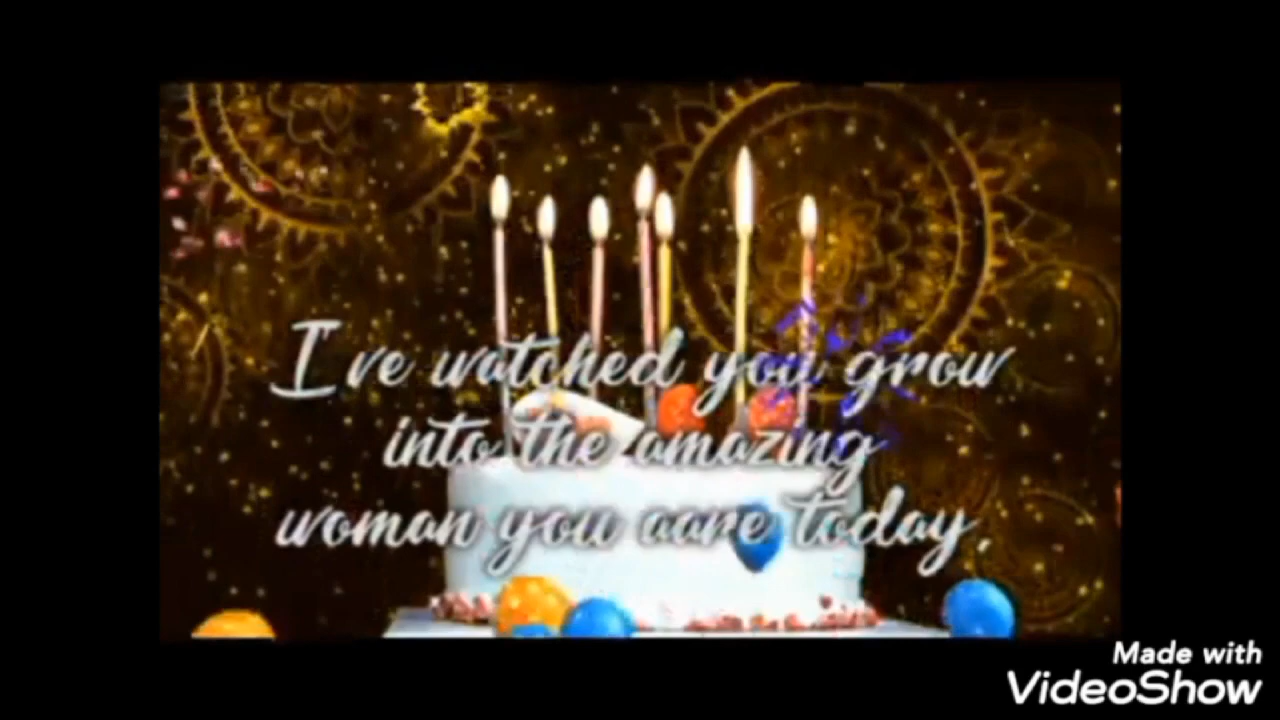 I've watched you grow
into the amazing
woman you aare today.
Made with
VideoShow